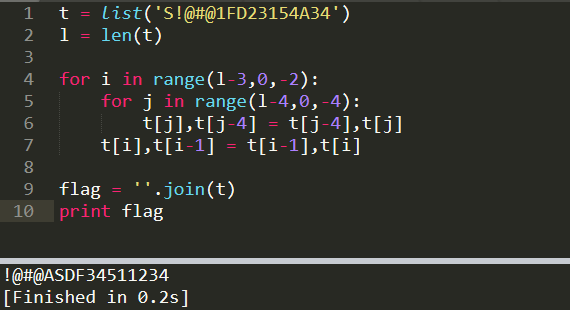 1 t = list('S!@#@1FD23154A34')
2 l = len(t)
3
4 for i in range(l-3,0,-2):
5     for j in range(l-4,0,-4):
6         t[j],t[j-4] = t[j-4],t[j]
7     t[i],t[i-1] = t[i-1],t[i]
8
9 flag = ''.join(t)
10 print flag
!@#@ASDF34511234
[Finished in 0.2s]